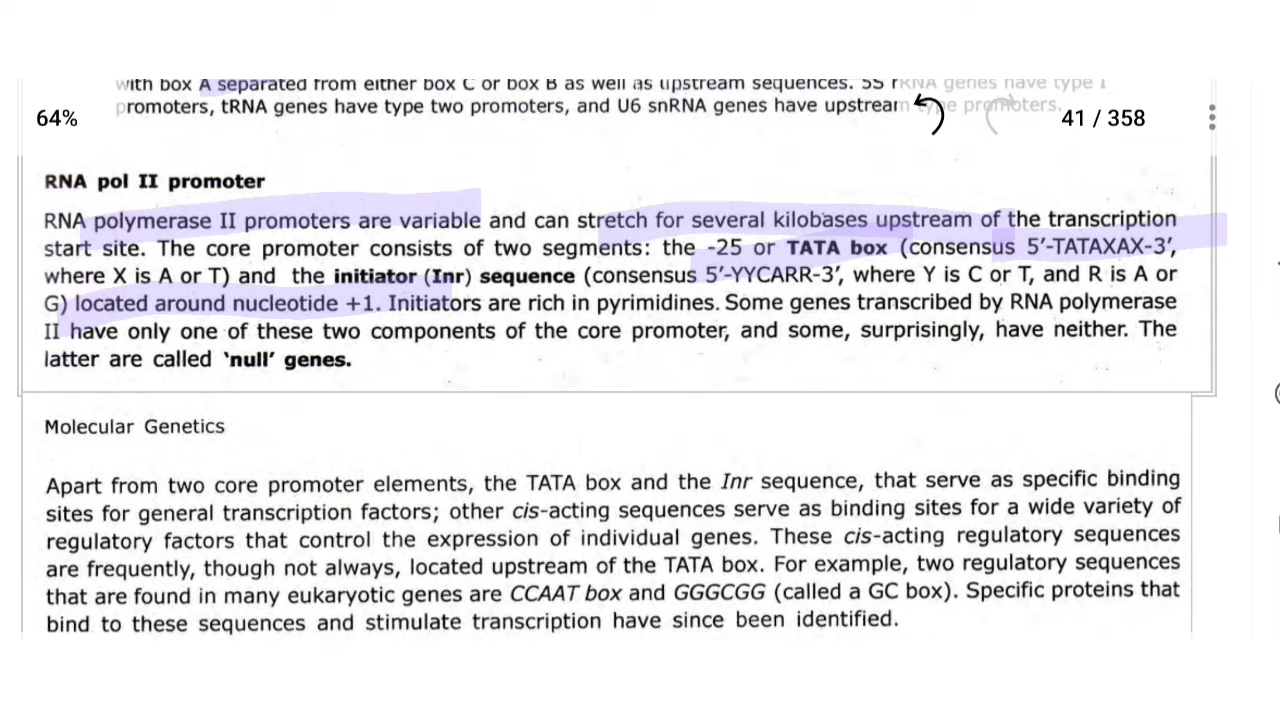 with box A separated from either box C or box B as well as upstream sequences. 5S rRNA genes have type 1
promoters, tRNA genes have type two promoters, and U6 snRNA genes have upstream type promoters.
64%
41 / 358
RNA pol II promoter
RNA polymerase II promoters are variable and can stretch for several kilobases upstream of the transcription
start site. The core promoter consists of two segments: the -25 or TATA box (consensus 5′-TATAXAX-3′,
where X is A or T) and the initiator (Inr) sequence (consensus 5′-YYCARR-3′, where Y is C or T, and R is A or
G) located around nucleotide +1. Initiators are rich in pyrimidines. Some genes transcribed by RNA polymerase
II have only one of these two components of the core promoter, and some, surprisingly, have neither. The
latter are called ‘null’ genes.
Molecular Genetics
Apart from two core promoter elements, the TATA box and the Inr sequence, that serve as specific binding
sites for general transcription factors; other cis-acting sequences serve as binding sites for a wide variety of
regulatory factors that control the expression of individual genes. These cis-acting regulatory sequences
are frequently, though not always, located upstream of the TATA box. For example, two regulatory sequences
that are found in many eukaryotic genes are CCAAT box and GGGCGG (called a GC box). Specific proteins that
bind to these sequences and stimulate transcription have since been identified.